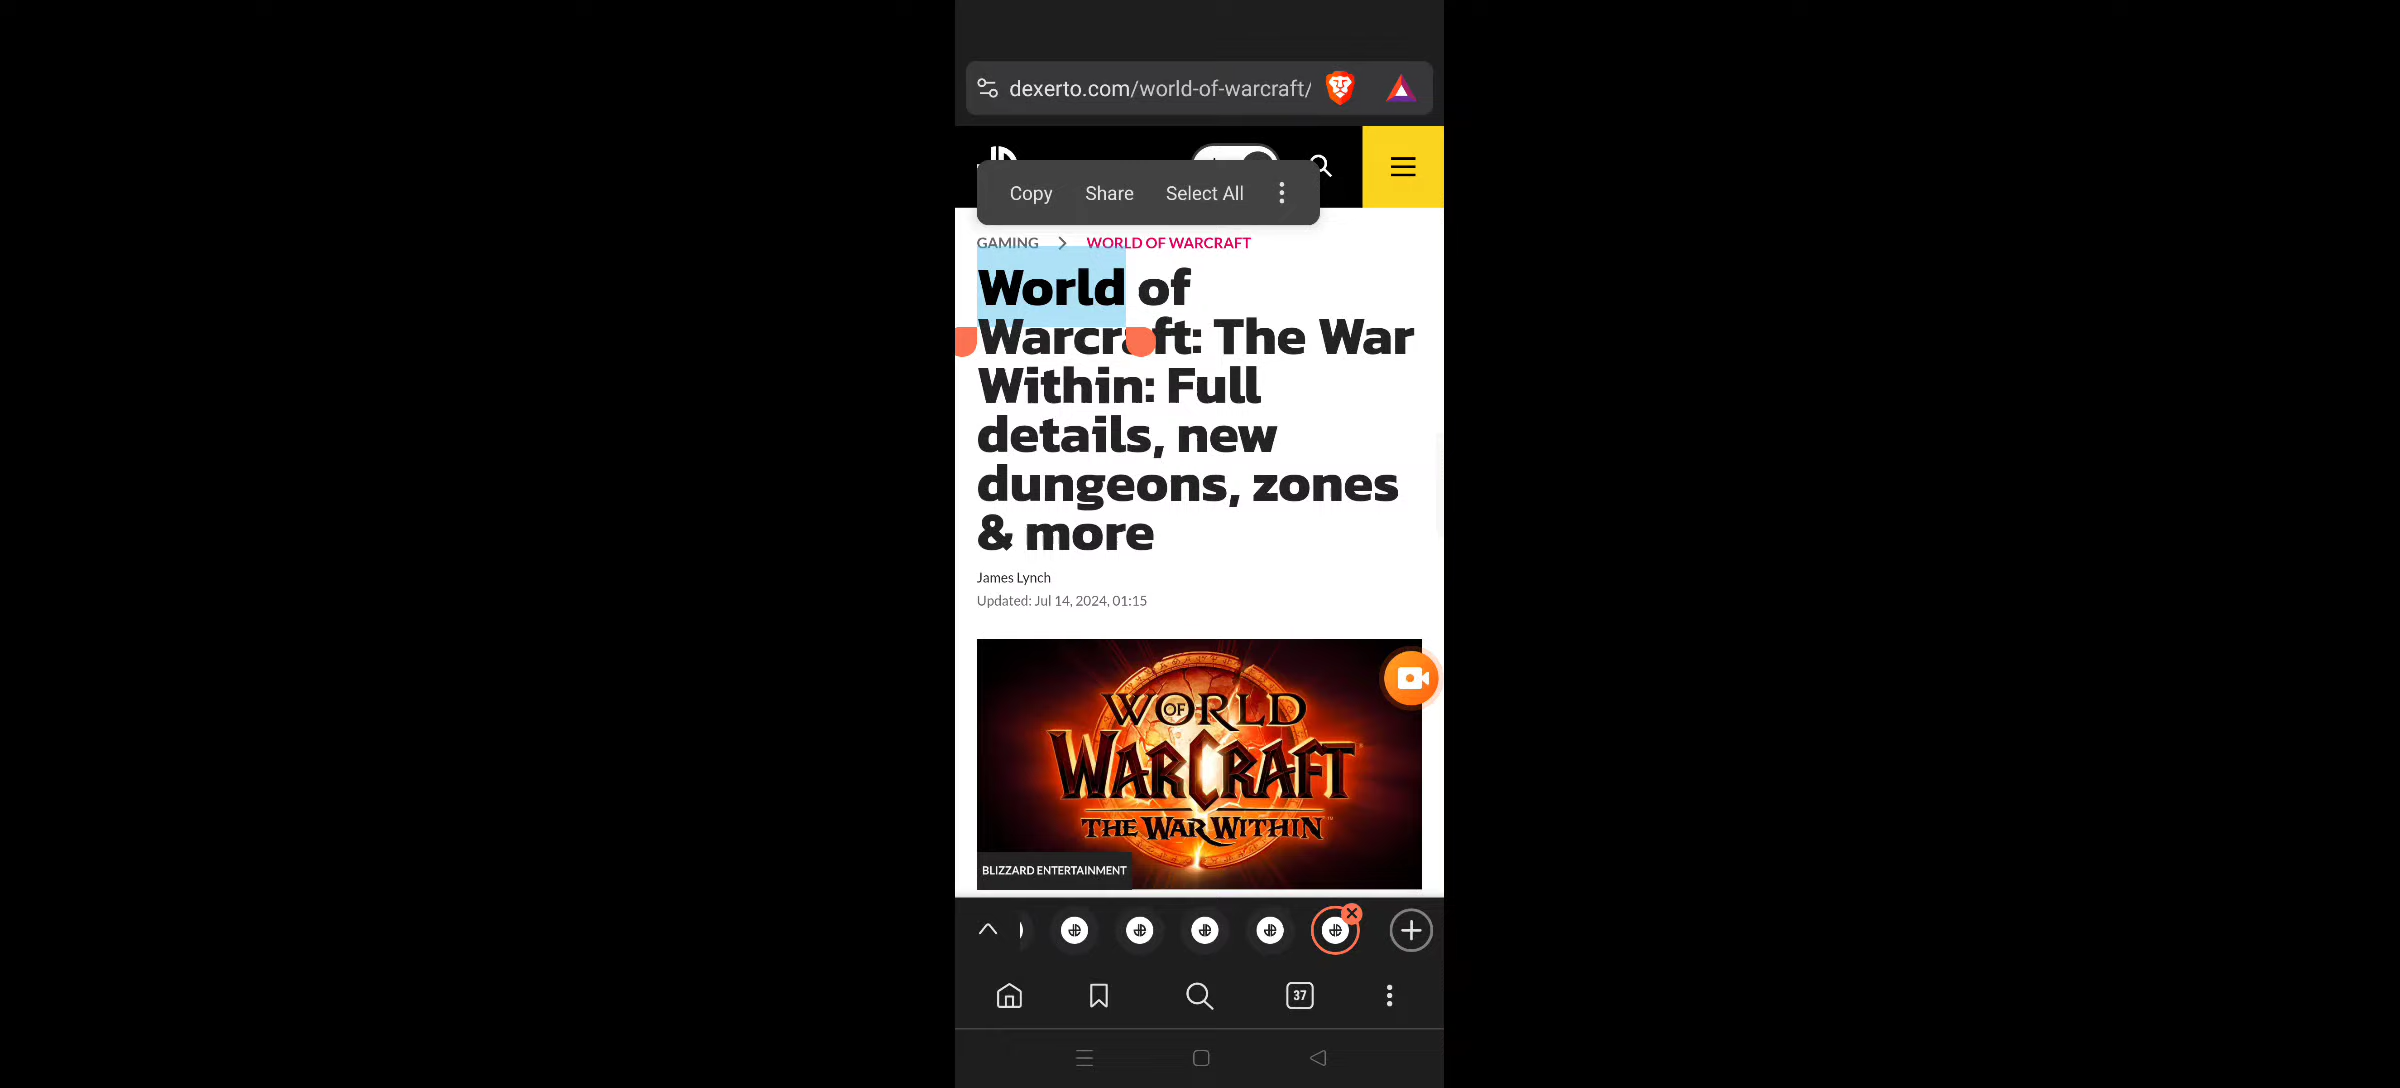 dexerto.com/world-of-warcraft/
Copy Share Select All
GAMING > WORLD OF WARCRAFT
World of
Warcraft: The War
Within: Full
details, new
dungeons, zones
& more
James Lynch
Updated: Jul 14, 2024, 01:15
WORLD
OF
WARCRAFT
THE WAR WITHIN™
BLIZZARD ENTERTAINMENT
37